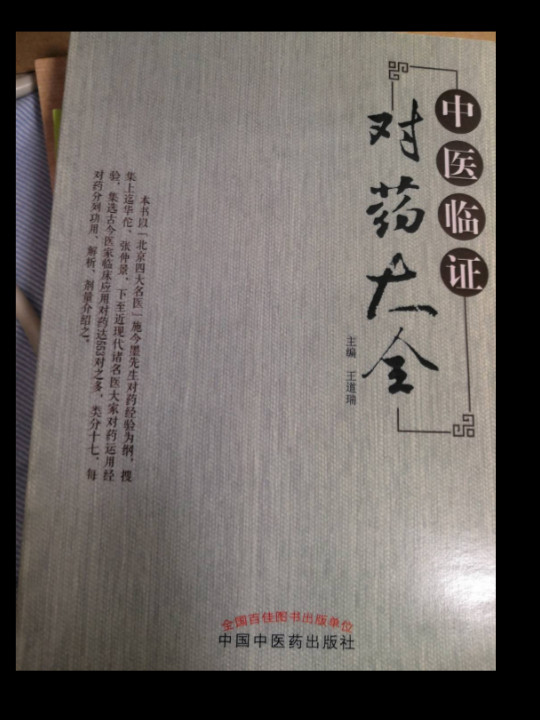 中医临证
对药大全
主编 王道瑞
本书以“北京四大名医”施今墨先生对药经验为纲，搜
集上迄华佗、张仲景，下至近现代诸名医大家对药运用经
验，集选古今医家临床应用对药达653对之多，类分十七，每
对药分列功用、解析、剂量介绍之。
全国百佳图书出版单位
中国中医药出版社